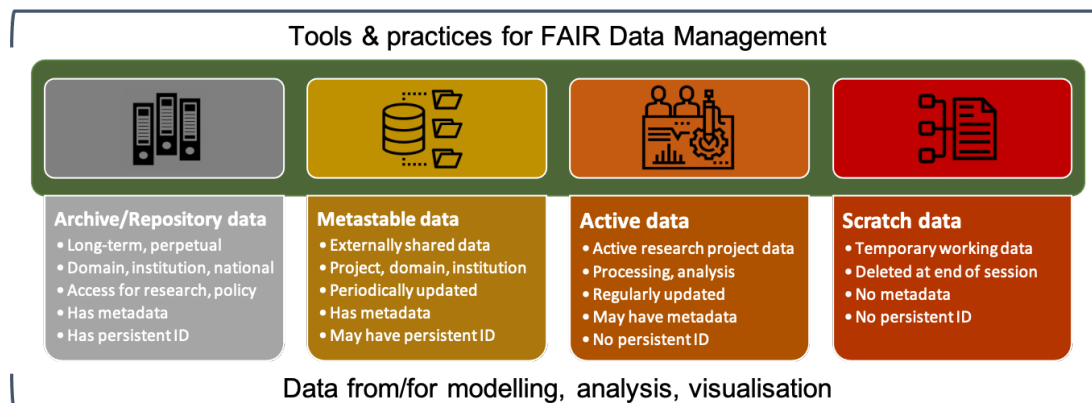 Tools & practices for FAIR Data Management
Archive/Repository data
• Long-term, perpetual
• Domain, institution, national
• Access for research, policy
• Has metadata
• Has persistent ID
Metastable data
• Externally shared data
• Project, domain, institution
• Periodically updated
• Has metadata
• May have persistent ID
Active data
• Active research project data
• Processing, analysis
• Regularly updated
• May have metadata
• No persistent ID
Scratch data
• Temporary working data
• Deleted at end of session
• No metadata
• No persistent ID
Data from/for modelling, analysis, visualisation